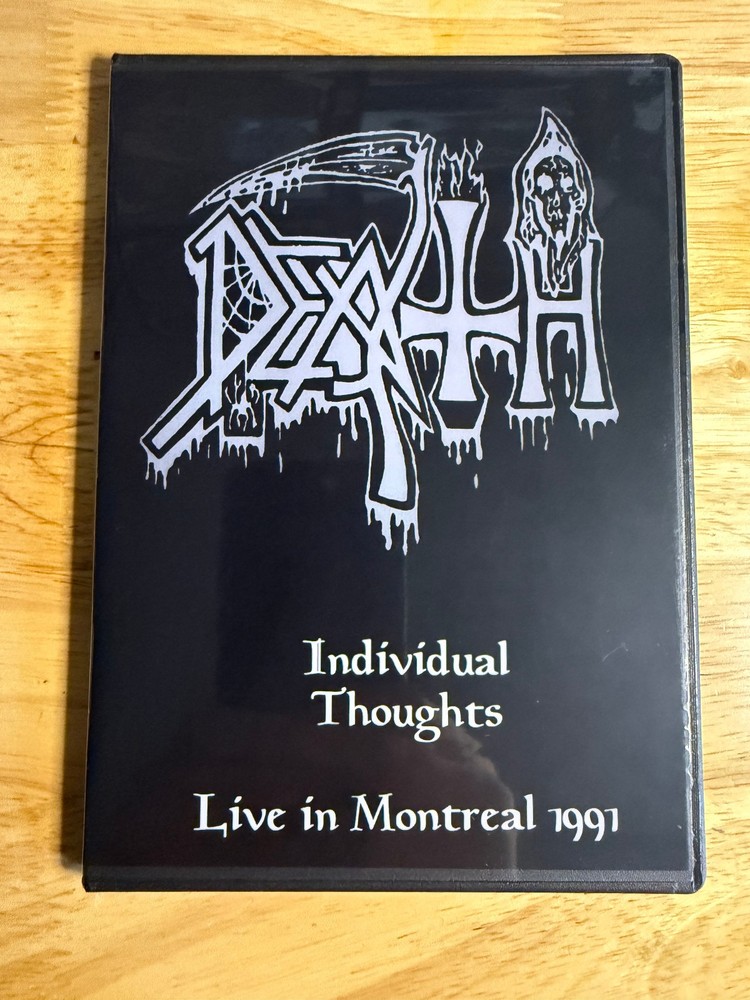 DEATH
Individual
Thoughts
Live in Montreal 1991